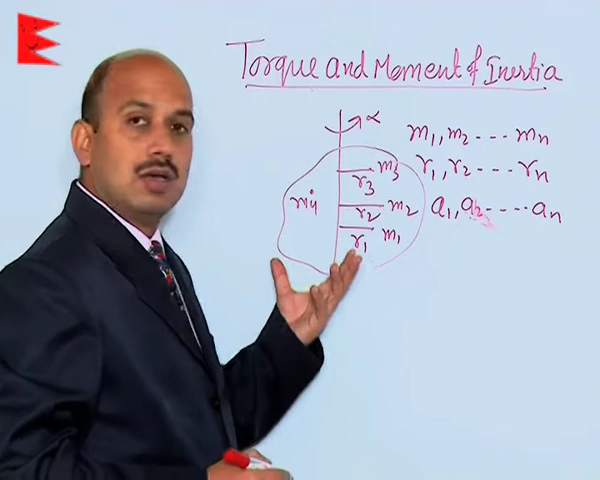 Torque and Moment of Inertia
α
m₁, m₂ --- mₙ
m₃
r₃
r₁, r₂ ---- rₙ
r₂ m₂
a₁, a₂ ----- aₙ
r₁ m₁